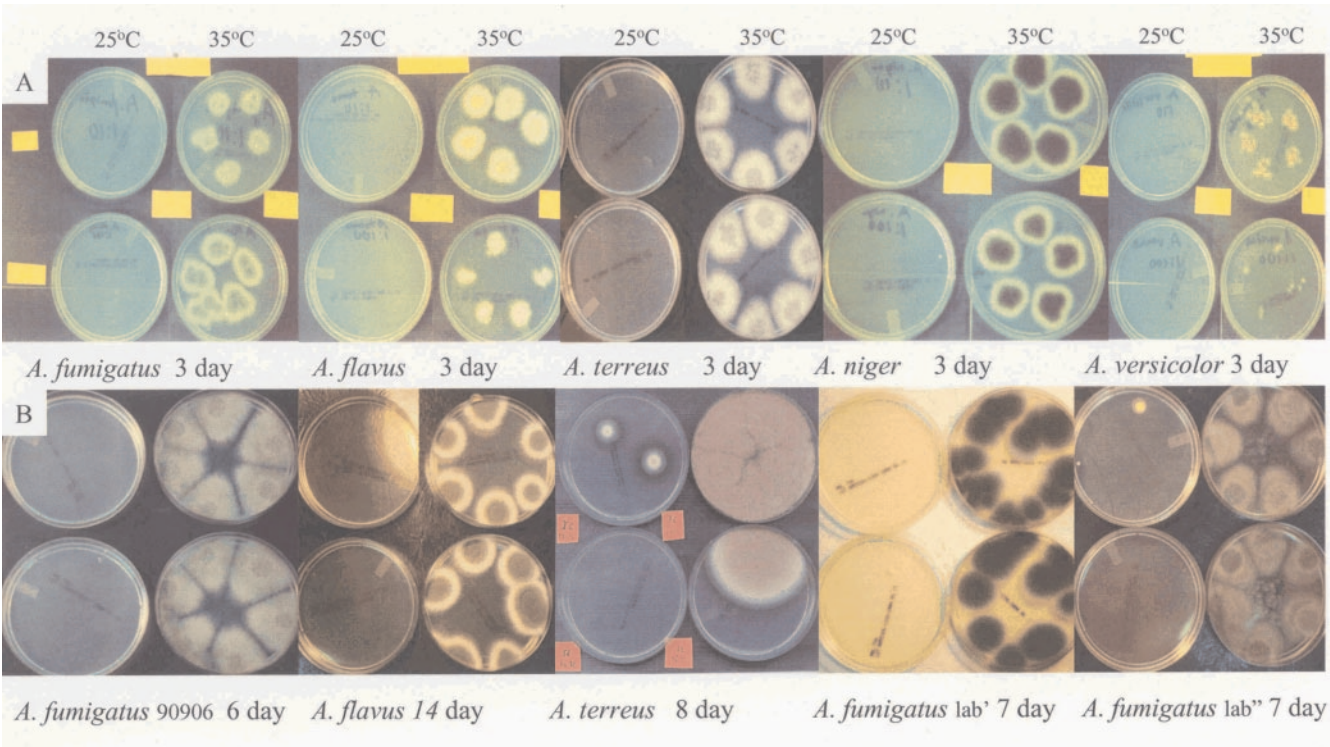 25°C 35°C 25°C 35°C 25°C 35°C 25°C 35°C 25°C 35°C
A
A. fumigatus 3 day A. flavus 3 day A. terreus 3 day A. niger 3 day A. versicolor 3 day
B
A. fumigatus 90906 6 day A. flavus 14 day A. terreus 8 day A. fumigatus lab' 7 day A. fumigatus lab" 7 day